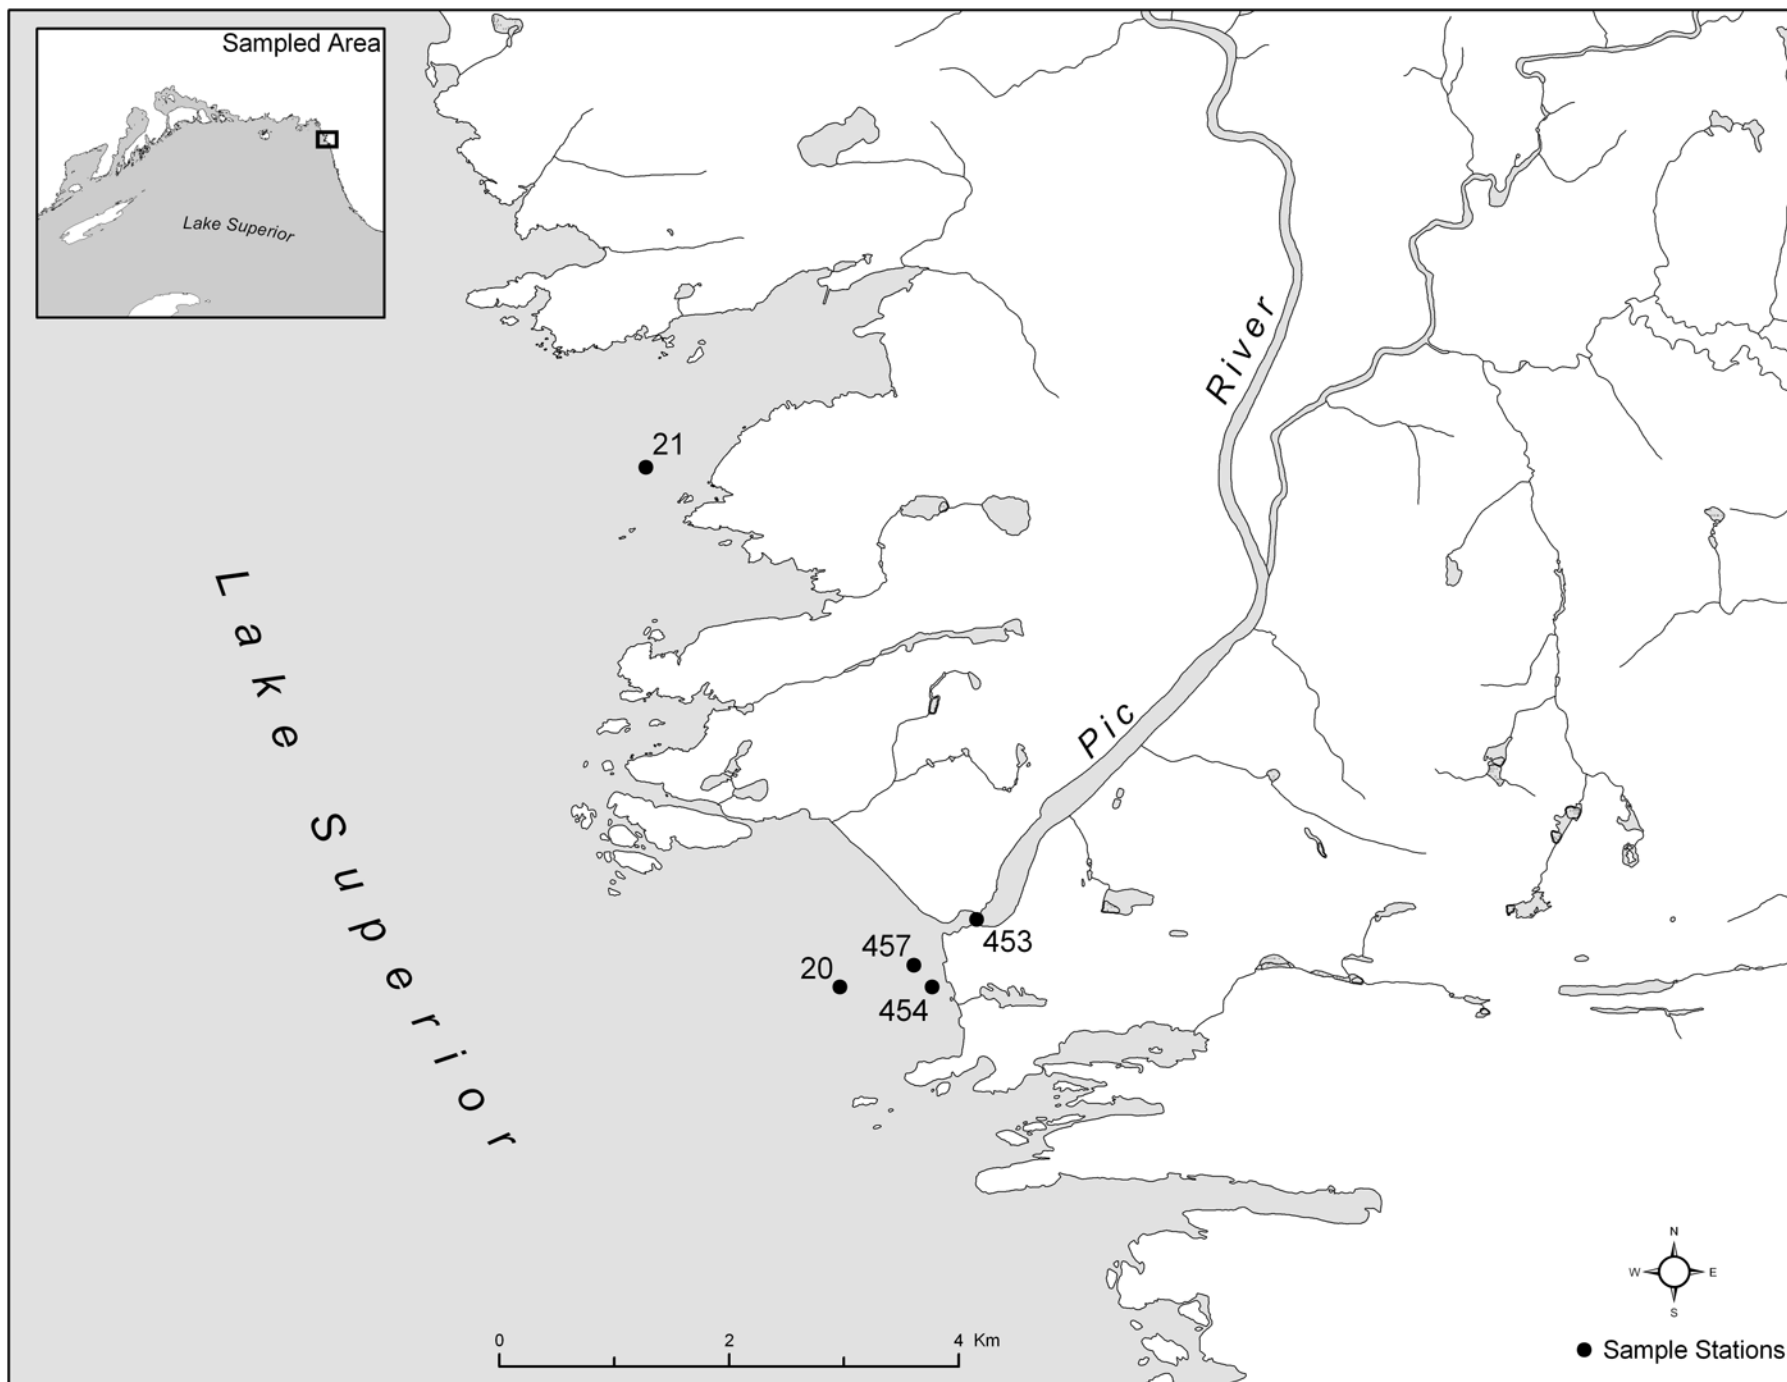 Sampled Area
Lake Superior
River
21
Lake Superior
Pic
453
457
20
454
N
W E
S
0 2 4 Km
Sample Stations